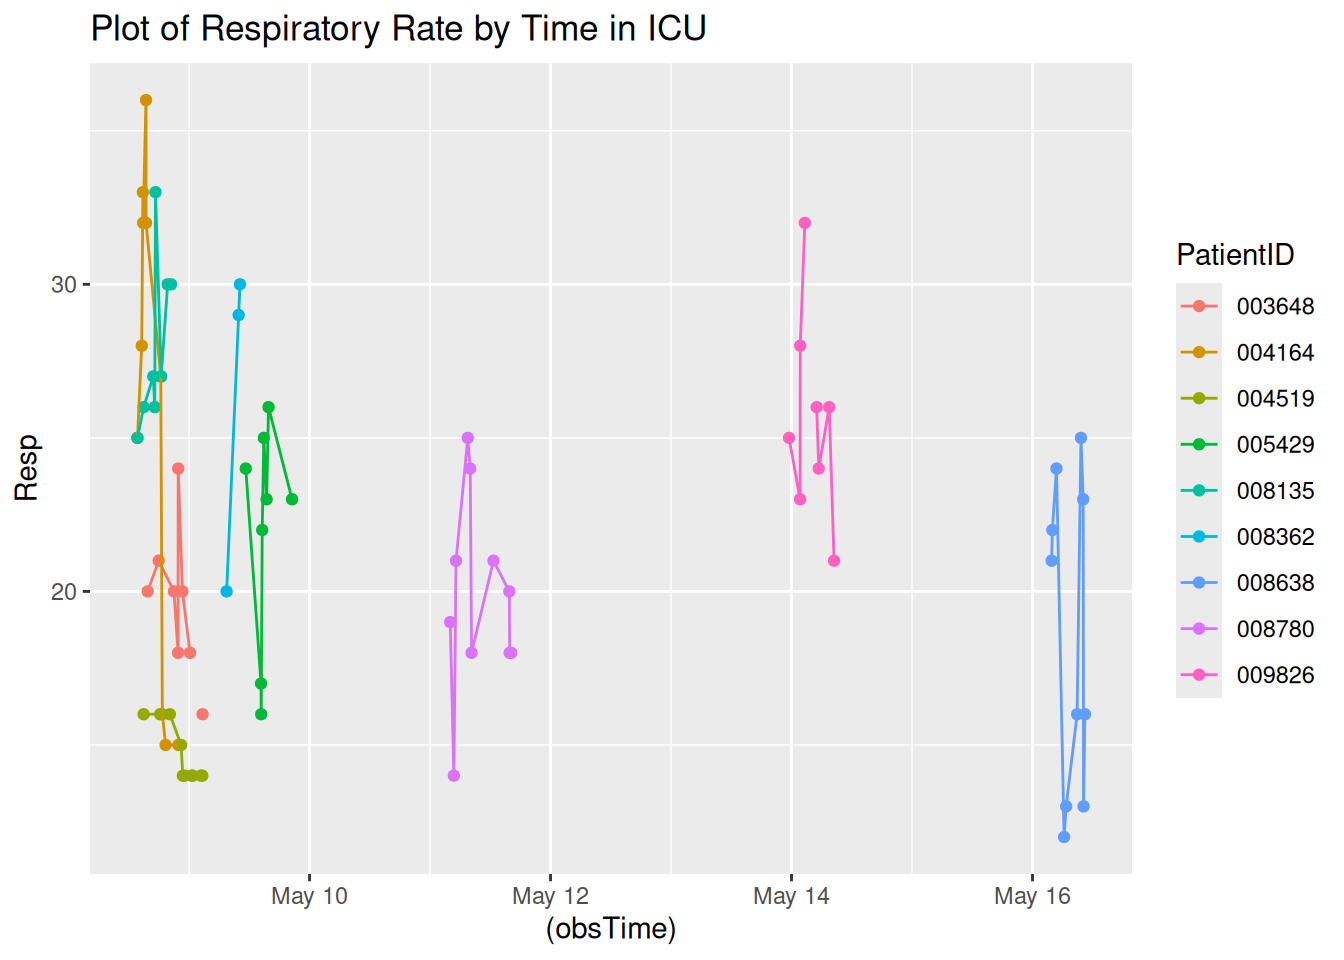 Plot of Respiratory Rate by Time in ICU
Resp
30
20
May 10
May 12
May 14
May 16
(obsTime)
PatientID
003648
004164
004519
005429
008135
008362
008638
008780
009826